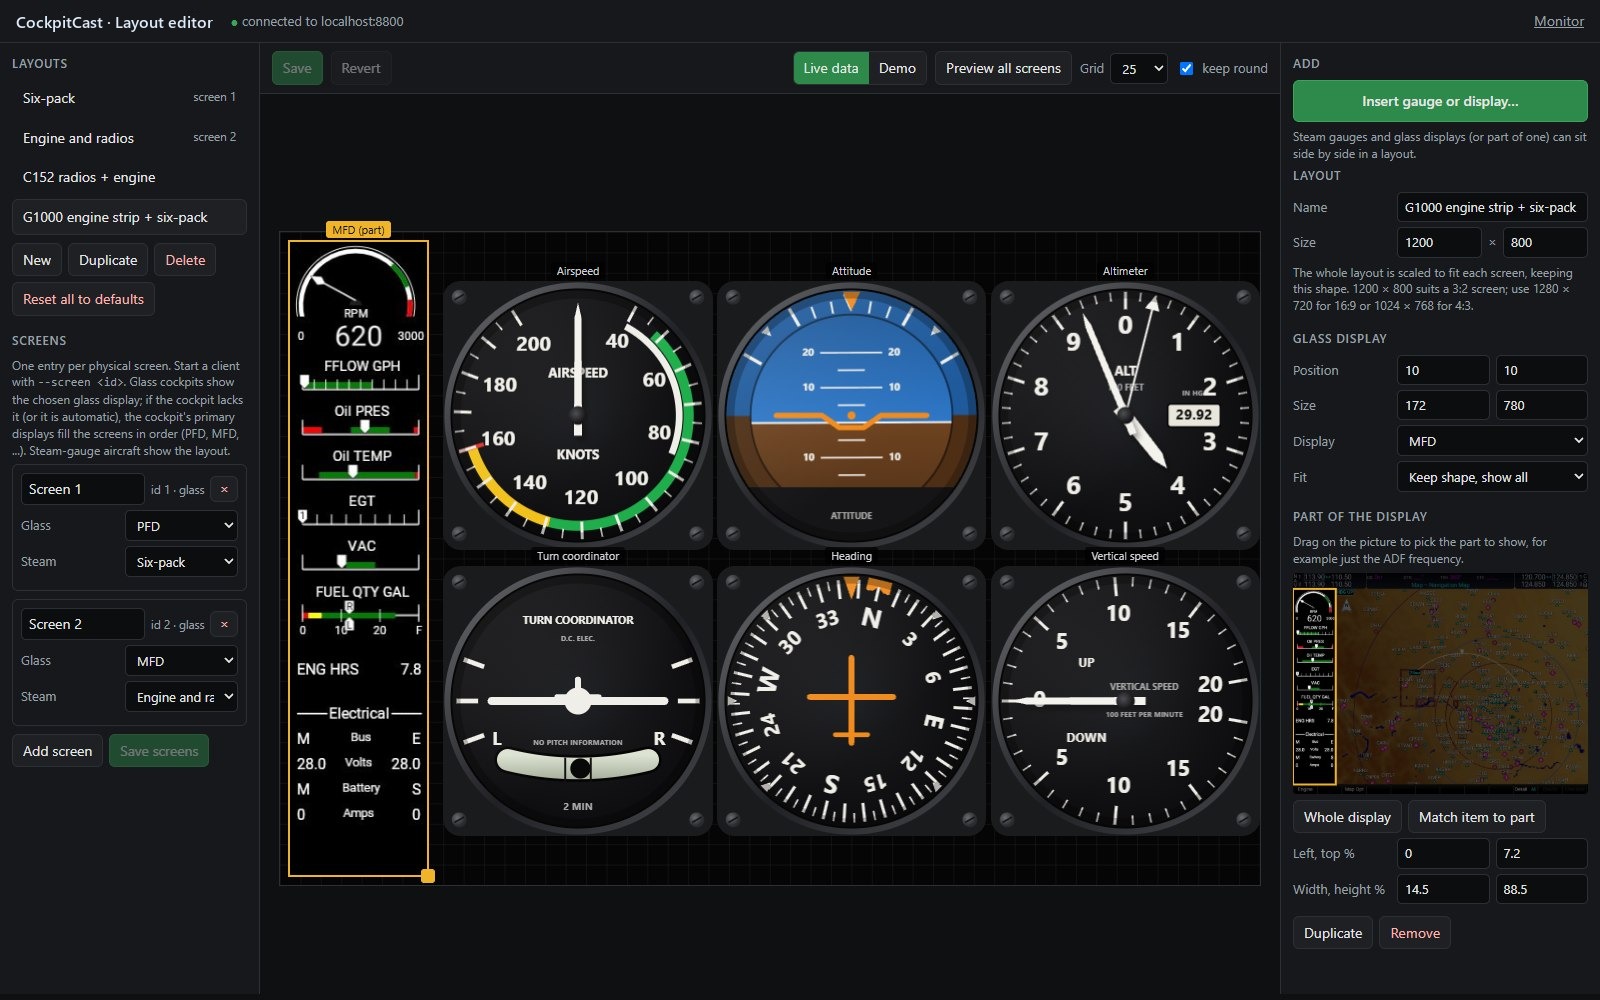 CockpitCast · Layout editor
connected to localhost:8800
Monitor
LAYOUTS
Six-pack
screen 1
Engine and radios
screen 2
C152 radios + engine
G1000 engine strip + six-pack
New
Duplicate
Delete
Reset all to defaults
SCREENS
One entry per physical screen. Start a client
with --screen <id>. Glass cockpits show
the chosen glass display; if the cockpit lacks
it (or it is automatic), the cockpit's primary
displays fill the screens in order (PFD, MFD,
...). Steam-gauge aircraft show the layout.
Screen 1
id 1 · glass
×
Glass
PFD
Steam
Six-pack
Screen 2
id 2 · glass
×
Glass
MFD
Steam
Engine and ra
Add screen
Save screens
Save
Revert
Live data
Demo
Preview all screens
Grid
25
keep round
MFD (part)
RPM
0
620
3000
FFLOW GPH
Oil PRES
Oil TEMP
EGT
1
VAC
FUEL QTY GAL
R
L
0
10
20
F
ENG HRS
7.8
Electrical
M
Bus
E
28.0
Volts
28.0
M
Battery
S
0
Amps
0
Airspeed
40
60
80
100
120
140
160
180
200
AIRSPEED
KNOTS
Attitude
20
20
10
10
10
10
ATTITUDE
Altimeter
0
1
2
3
4
5
6
7
8
9
ALT
FEET
IN HG
29.92
Turn coordinator
TURN COORDINATOR
D.C. ELEC.
L
R
NO PITCH INFORMATION
2 MIN
Heading
N
3
6
E
12
15
S
21
24
W
30
33
Vertical speed
0
5
10
15
20
UP
VERTICAL SPEED
100 FEET PER MINUTE
DOWN
20
5
10
15
ADD
Insert gauge or display...
Steam gauges and glass displays (or part of one) can sit
side by side in a layout.
LAYOUT
Name
G1000 engine strip + six-pack
Size
1200
×
800
The whole layout is scaled to fit each screen, keeping
this shape. 1200 × 800 suits a 3:2 screen; use 1280 ×
720 for 16:9 or 1024 × 768 for 4:3.
GLASS DISPLAY
Position
10
10
Size
172
780
Display
MFD
Fit
Keep shape, show all
PART OF THE DISPLAY
Drag on the picture to pick the part to show, for
example just the ADF frequency.
Whole display
Match item to part
Left, top %
0
7.2
Width, height %
14.5
88.5
Duplicate
Remove